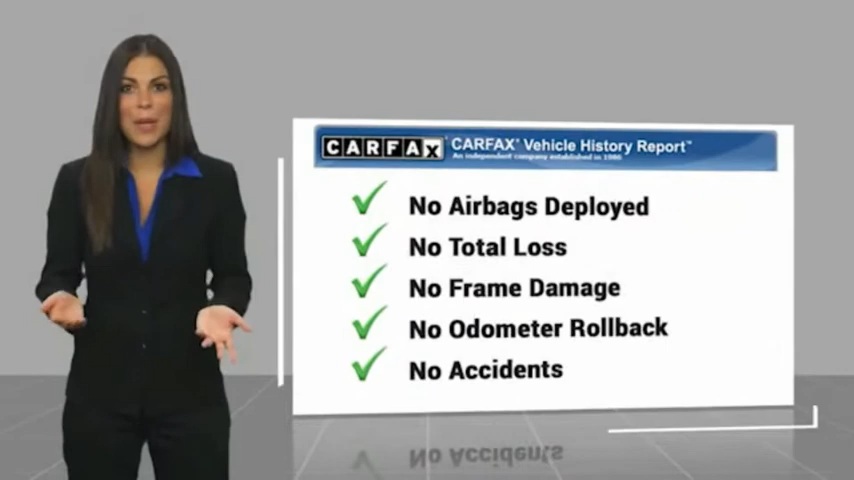 CARFAX CARFAX® Vehicle History Report™
An independent company established in 1986
No Airbags Deployed
No Total Loss
No Frame Damage
No Odometer Rollback
No Accidents
No Accidents